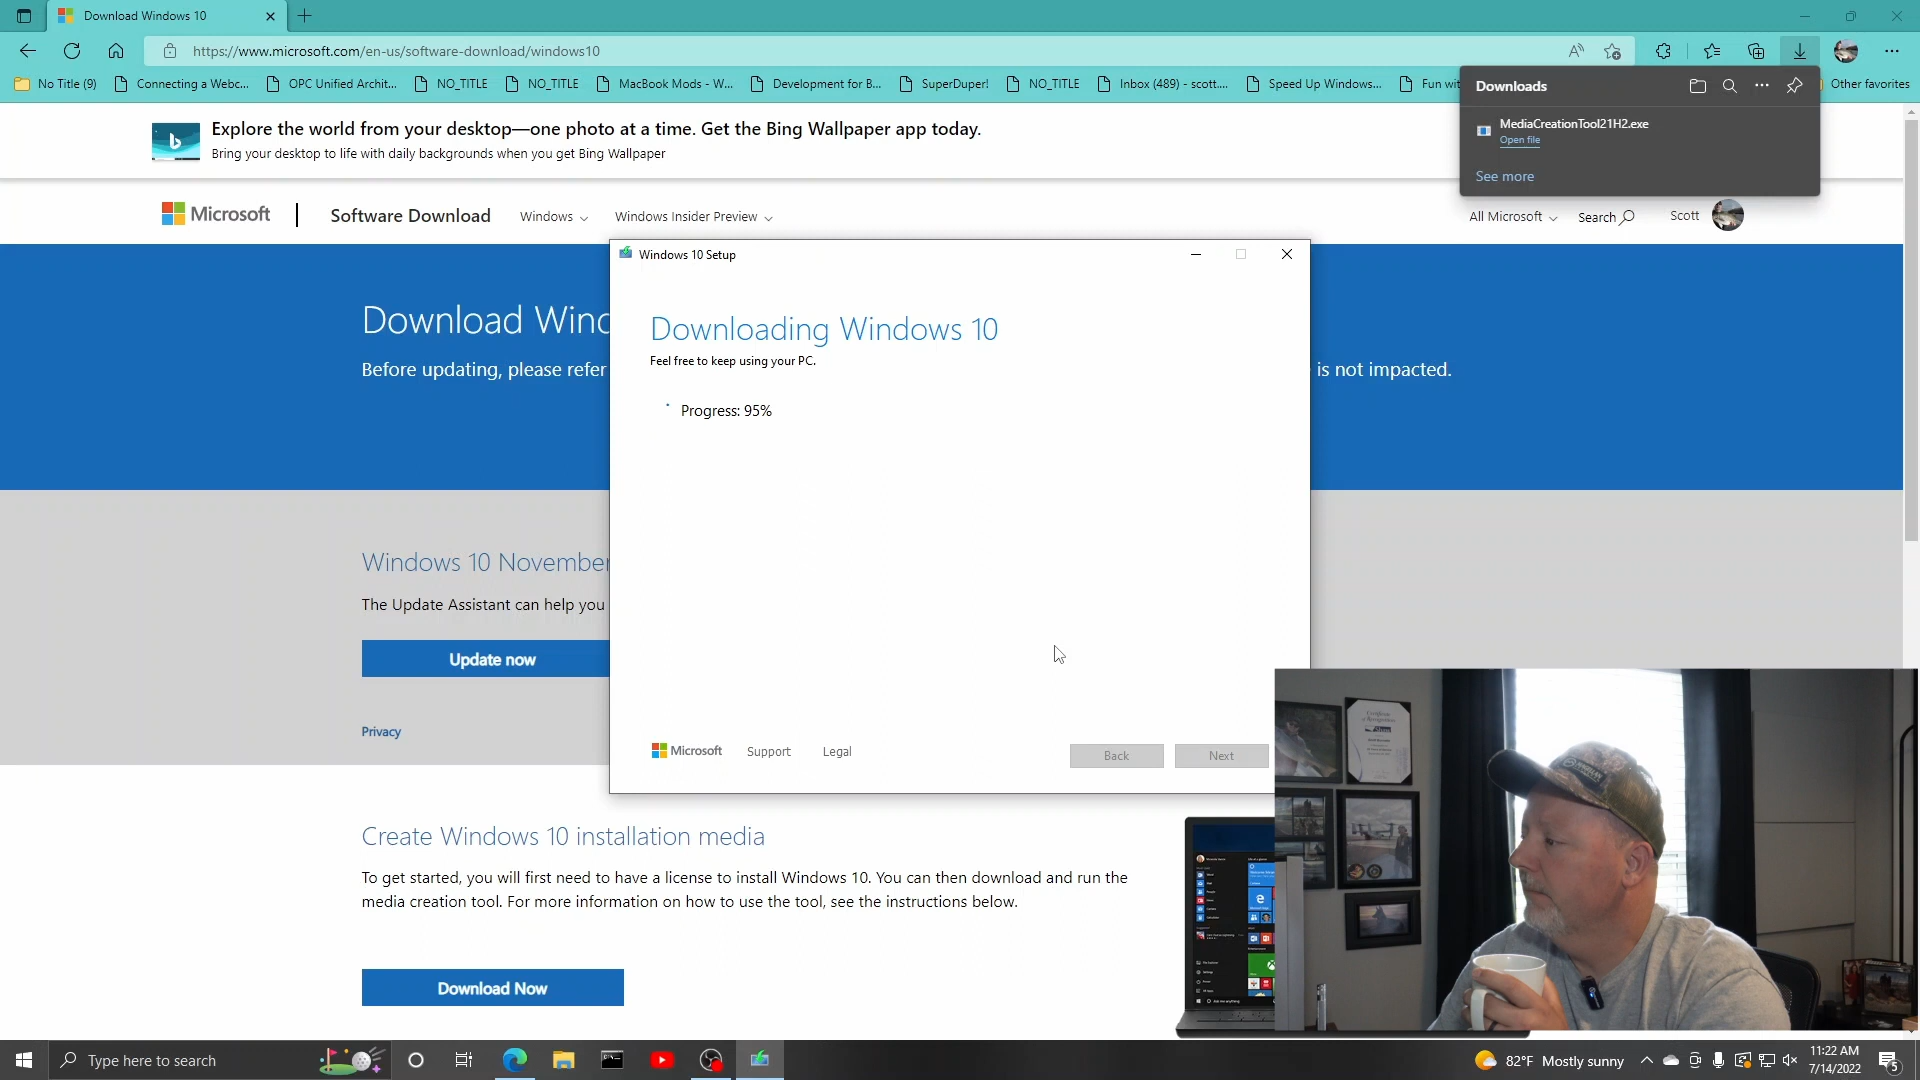 Download Windows 10
https://www.microsoft.com/en-us/software-download/windows10
No Title (9)
Connecting a Webc...
OPC Unified Archit...
NO_TITLE
NO_TITLE
MacBook Mods - W...
Development for B...
SuperDuper!
NO_TITLE
Inbox (489) - scott....
Speed Up Windows...
Fun wit
Other favorites
Downloads
MediaCreationTool21H2.exe
Open file
See more
Explore the world from your desktop—one photo at a time. Get the Bing Wallpaper app today.
Bring your desktop to life with daily backgrounds when you get Bing Wallpaper
Microsoft
Software Download
Windows
Windows Insider Preview
All Microsoft
Search
Scott
Download Wind
Before updating, please refer
is not impacted.
Windows 10 Setup
Downloading Windows 10
Feel free to keep using your PC.
Progress: 95%
Microsoft
Support
Legal
Back
Next
Windows 10 November
The Update Assistant can help you
Update now
Privacy
Create Windows 10 installation media
To get started, you will first need to have a license to install Windows 10. You can then download and run the
media creation tool. For more information on how to use the tool, see the instructions below.
Download Now
Type here to search
82°F Mostly sunny
11:22 AM
7/14/2022
5